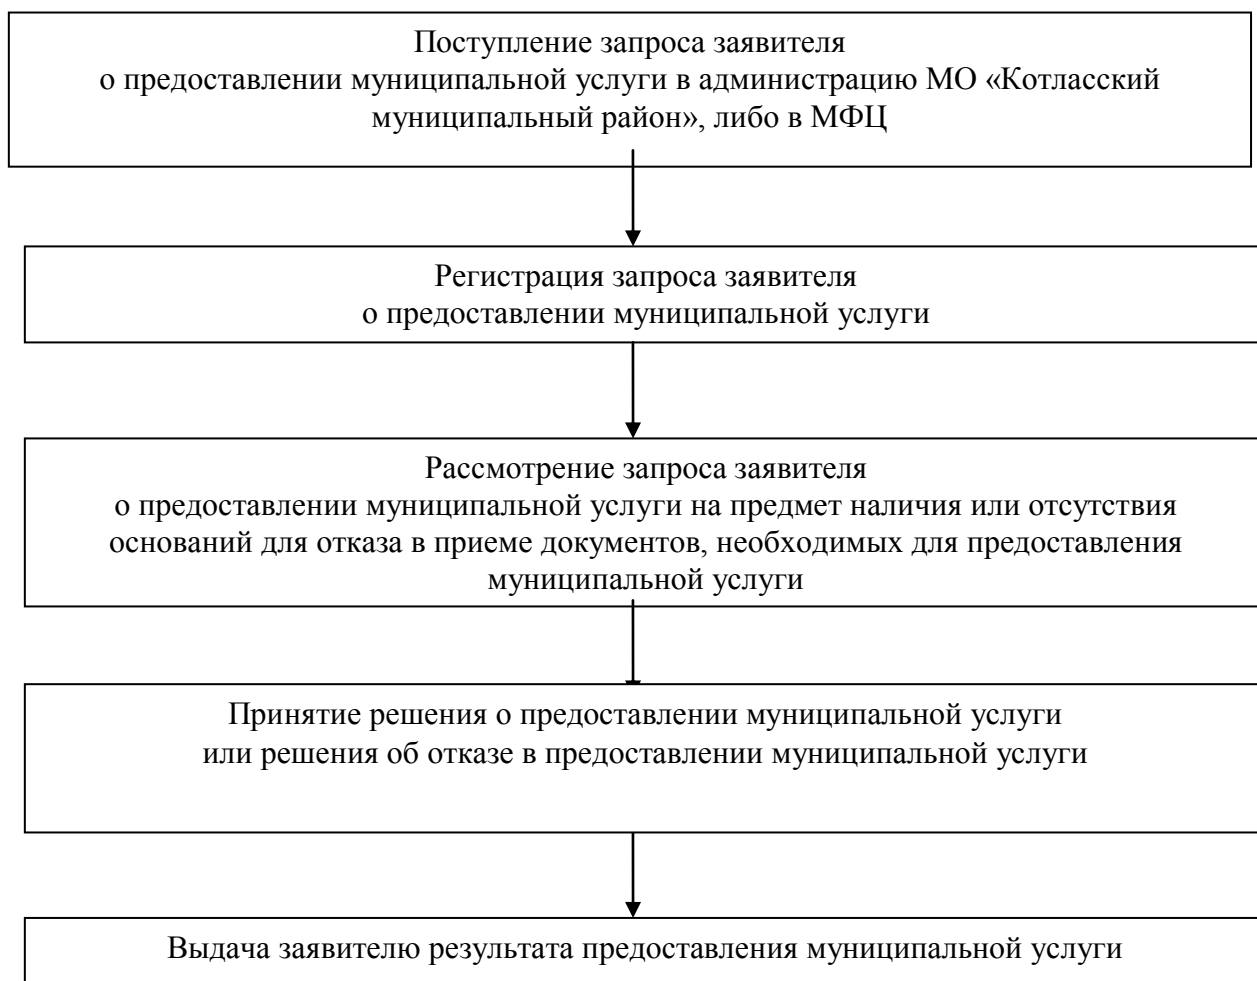 Поступление запроса заявителя
о предоставлении муниципальной услуги в администрацию МО «Котласский
муниципальный район», либо в МФЦ
Регистрация запроса заявителя
о предоставлении муниципальной услуги
Рассмотрение запроса заявителя
о предоставлении муниципальной услуги на предмет наличия или отсутствия
оснований для отказа в приеме документов, необходимых для предоставления
муниципальной услуги
Принятие решения о предоставлении муниципальной услуги
или решения об отказе в предоставлении муниципальной услуги
Выдача заявителю результата предоставления муниципальной услуги